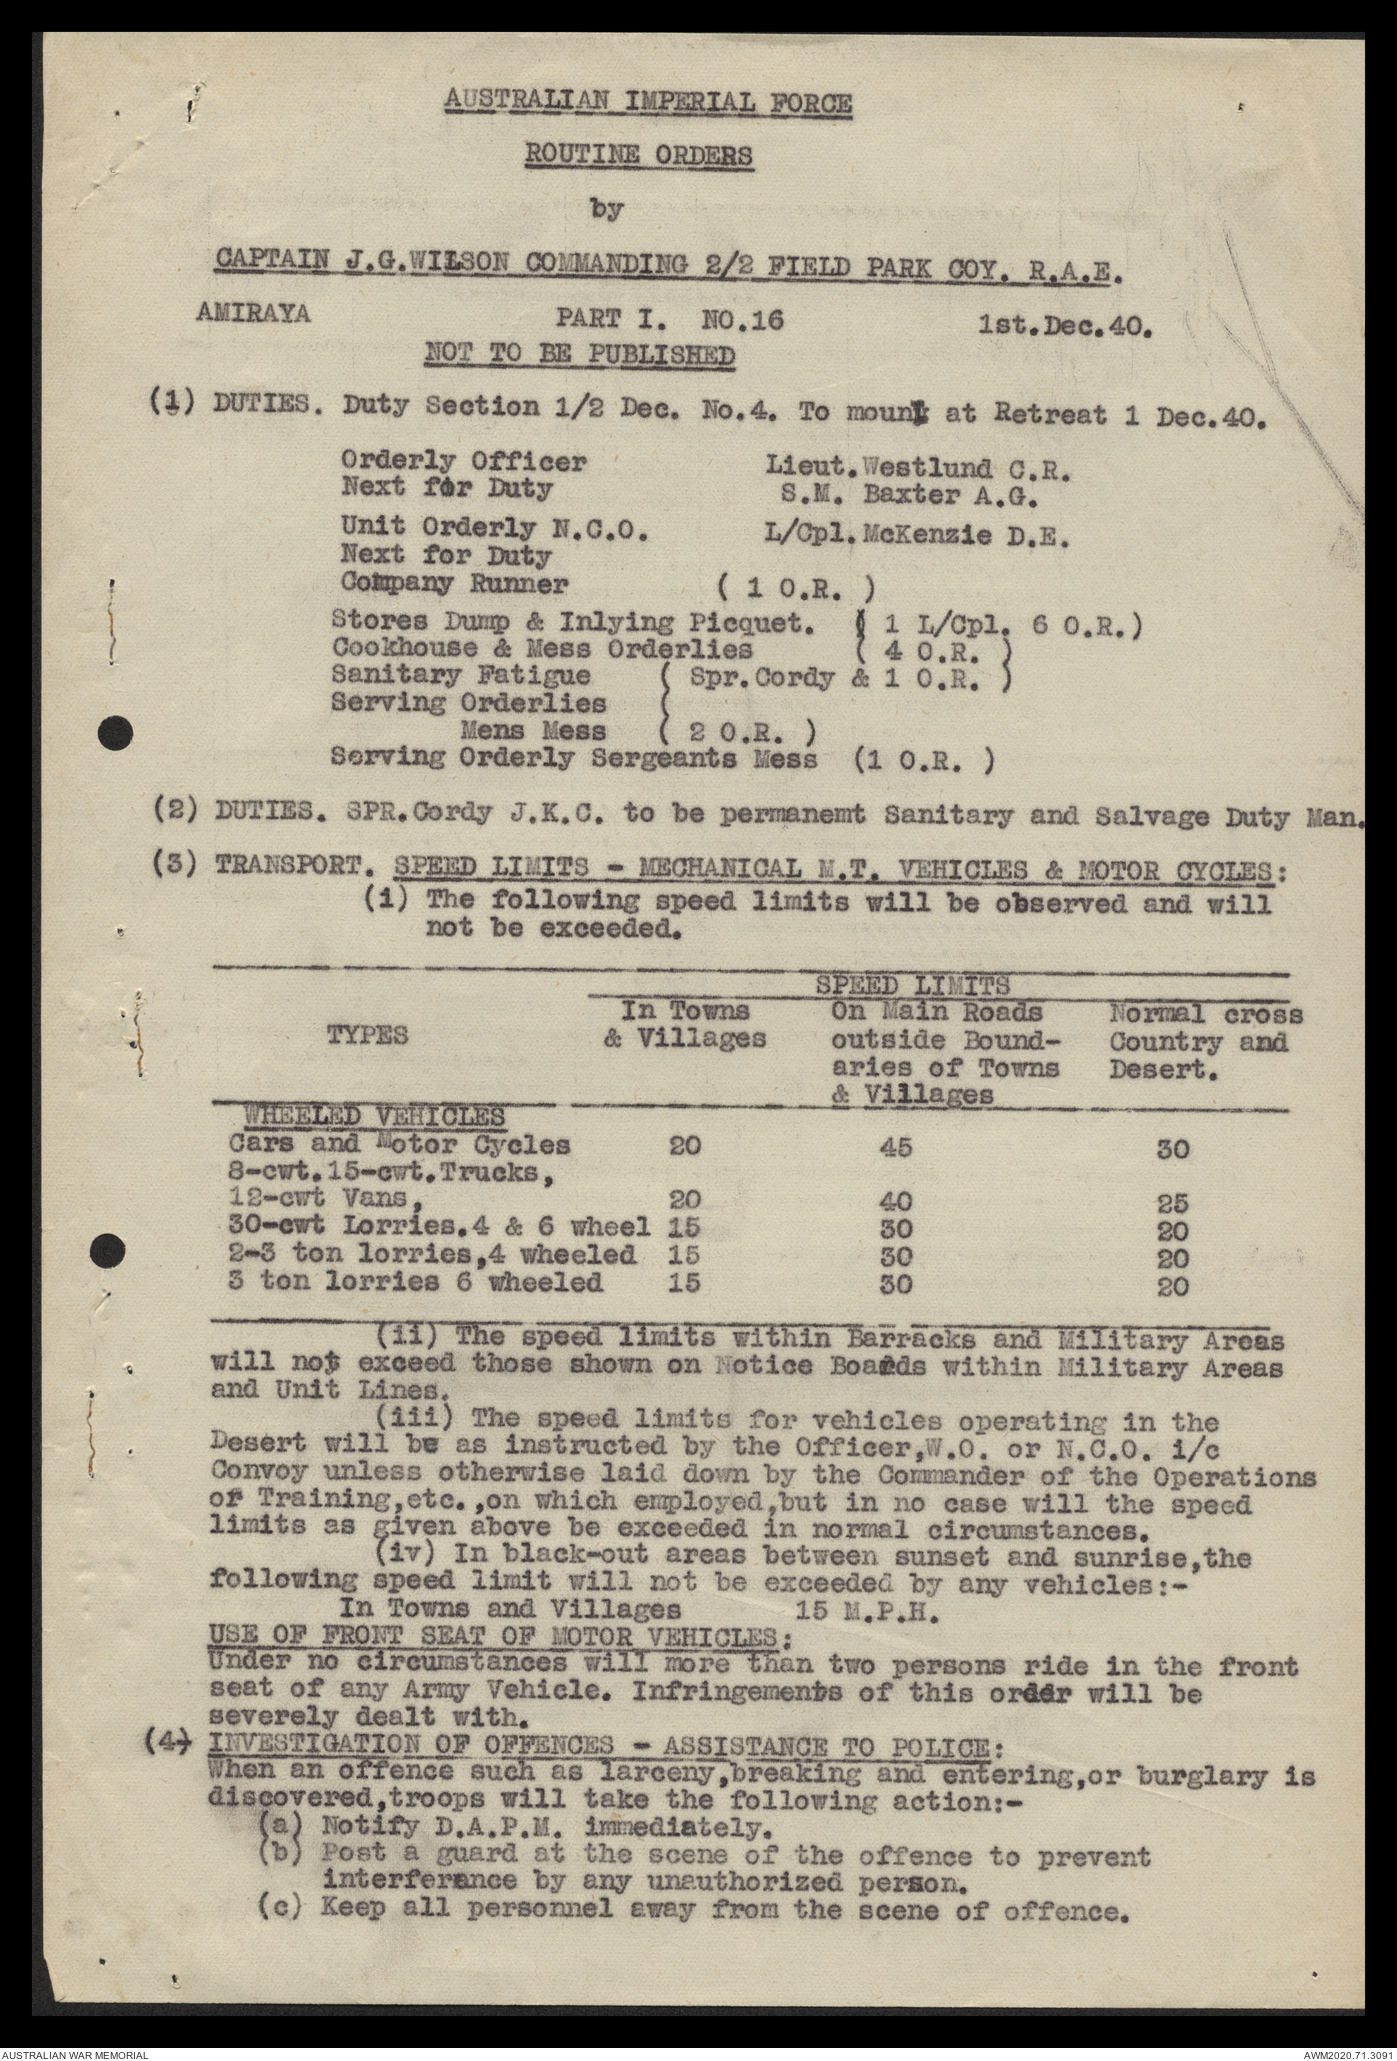 AUSTRALIAN IMPERIAL FORCE
ROUTINE ORDERS
by
CAPTAIN J.G.WILSON COMMANDING 2/2 FIELD PARK COY. R.A.E.
AMIRAYA PART I. NO.16 1st.Dec.40.
NOT TO BE PUBLISHED
(1) DUTIES. Duty Section 1/2 Dec. No.4. To mount at Retreat 1 Dec.40.
Orderly Officer Lieut.Westlund C.R.
Next for Duty S.M. Baxter A.G.
Unit Orderly N.C.O. L/Cpl.McKenzie D.E.
Next for Duty
Company Runner ( 1 O.R. )
Stores Dump & Inlying Picquet. ( 1 L/Cpl. 6 O.R.)
Cookhouse & Mess Orderlies ( 4 O.R. )
Sanitary Fatigue ( Spr.Cordy & 1 O.R. )
Serving Orderlies (
Mens Mess ( 2 O.R. )
Serving Orderly Sergeants Mess (1 O.R. )
(2) DUTIES. SPR.Cordy J.K.C. to be permanemt Sanitary and Salvage Duty Man.
(3) TRANSPORT. SPEED LIMITS - MECHANICAL M.T. VEHICLES & MOTOR CYCLES:
(i) The following speed limits will be observed and will
not be exceeded.
SPEED LIMITS
In Towns On Main Roads Normal cross
TYPES & Villages outside Bound- Country and
aries of Towns Desert.
& Villages
WHEELED VEHICLES
Cars and Motor Cycles 20 45 30
8-cwt.15-cwt.Trucks,
12-cwt Vans, 20 40 25
30-cwt Lorries.4 & 6 wheel 15 30 20
2-3 ton lorries,4 wheeled 15 30 20
3 ton lorries 6 wheeled 15 30 20
(ii) The speed limits within Barracks and Military Areas
will not exceed those shown on Notice Boards within Military Areas
and Unit Lines.
(iii) The speed limits for vehicles operating in the
Desert will be as instructed by the Officer,W.O. or N.C.O. i/c
Convoy unless otherwise laid down by the Commander of the Operations
or Training,etc.,on which employed,but in no case will the speed
limits as given above be exceeded in normal circumstances.
(iv) In black-out areas between sunset and sunrise,the
following speed limit will not be exceeded by any vehicles:-
In Towns and Villages 15 M.P.H.
USE OF FRONT SEAT OF MOTOR VEHICLES:
Under no circumstances will more than two persons ride in the front
seat of any Army Vehicle. Infringements of this order will be
severely dealt with.
(4) INVESTIGATION OF OFFENCES - ASSISTANCE TO POLICE:
When an offence such as larceny,breaking and entering,or burglary is
discovered,troops will take the following action:-
(a) Notify D.A.P.M. immediately.
(b) Post a guard at the scene of the offence to prevent
interference by any unauthorized person.
(c) Keep all personnel away from the scene of offence.
AUSTRALIAN WAR MEMORIAL AWM2020.71.3091